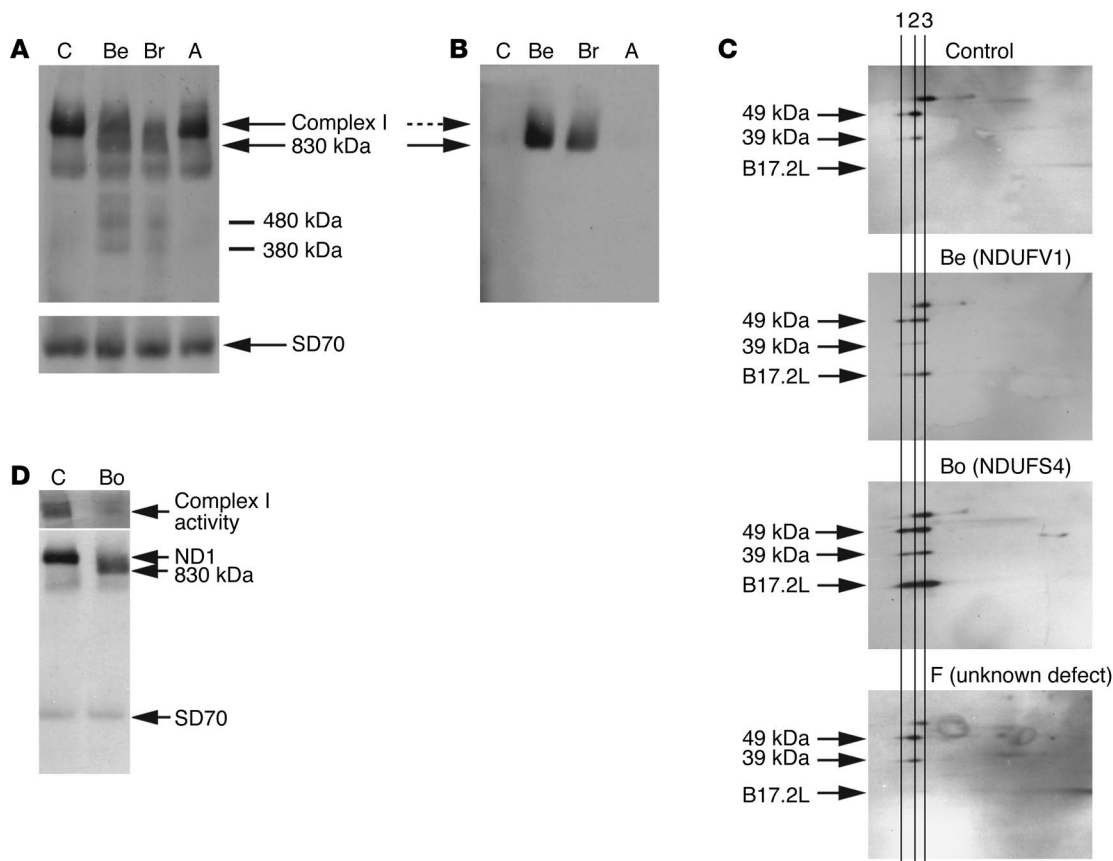 A
C Be Br A
Complex I
830 kDa
480 kDa
380 kDa
SD70
B
C Be Br A
C
123
Control
49 kDa
39 kDa
B17.2L
Be (NDUFV1)
49 kDa
39 kDa
B17.2L
Bo (NDUFS4)
49 kDa
39 kDa
B17.2L
F (unknown defect)
49 kDa
39 kDa
B17.2L
D
C Bo
Complex I
activity
ND1
830 kDa
SD70